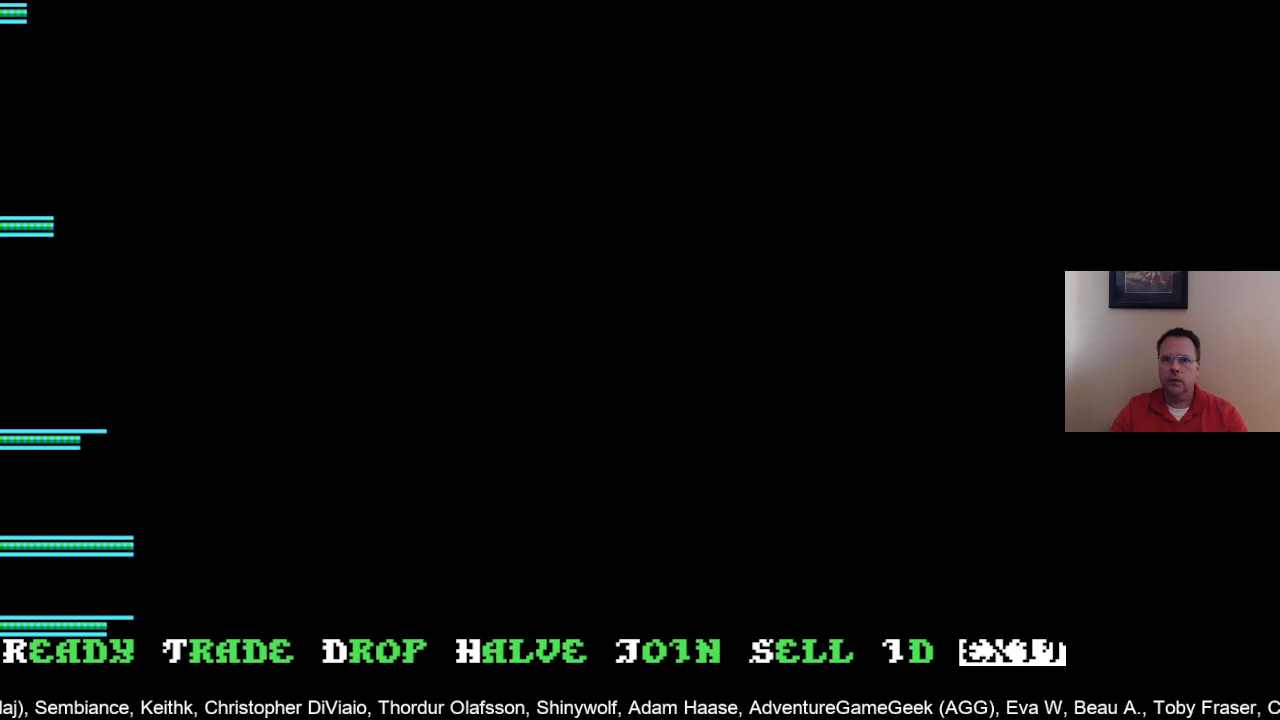 READY TRADE DROP HALVE JOIN SELL ID EXIT
laj), Sembiance, Keithk, Christopher DiViaio, Thordur Olafsson, Shinywolf, Adam Haase, AdventureGameGeek (AGG), Eva W, Beau A., Toby Fraser, C